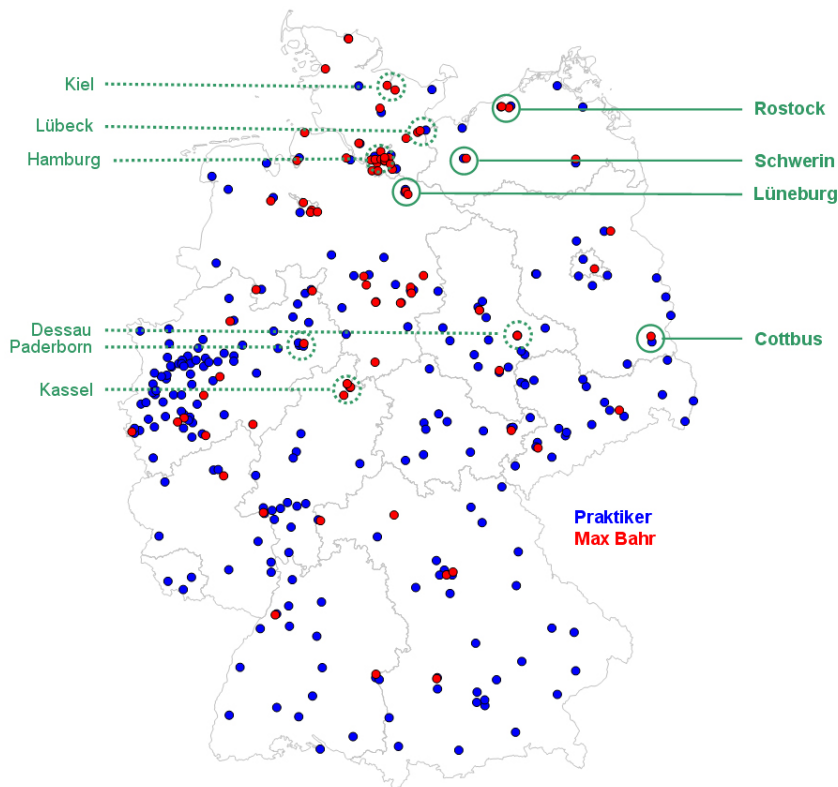 Kiel
Lübeck
Hamburg
Rostock
Schwerin
Lüneburg
Dessau
Paderborn
Kassel
Cottbus
Praktiker
Max Bahr